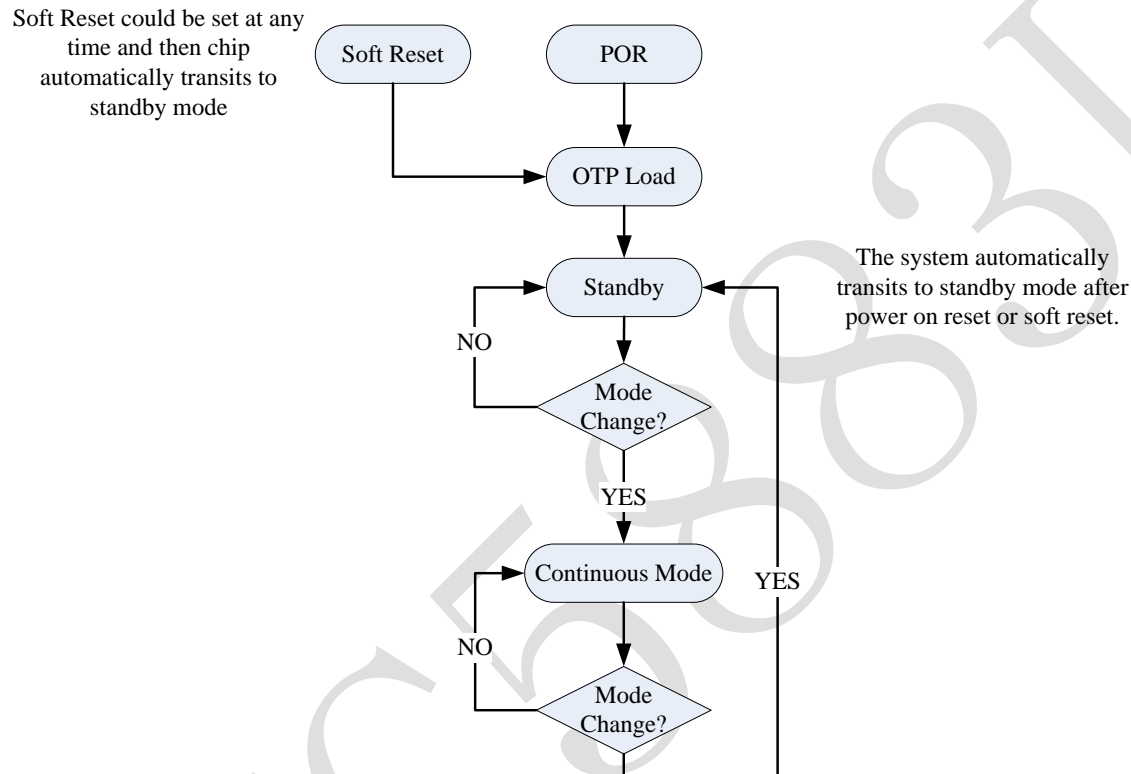 Soft Reset could be set at any
time and then chip
automatically transits to
standby mode
Soft Reset
POR
OTP Load
Standby
The system automatically
transits to standby mode after
power on reset or soft reset.
NO
Mode
Change?
YES
Continuous Mode
YES
NO
Mode
Change?